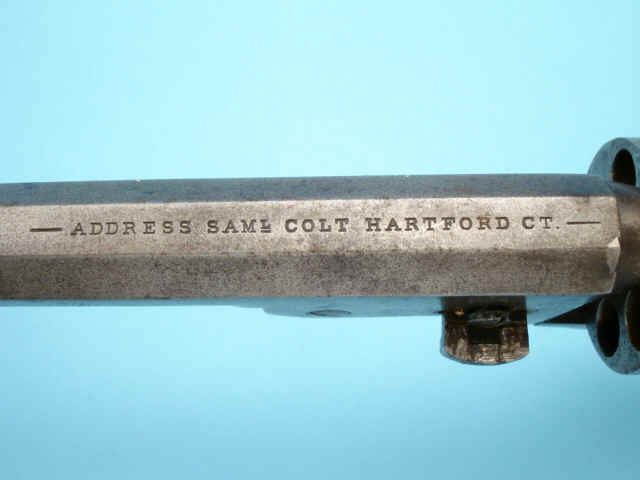 — ADDRESS SAML COLT HARTFORD CT. —